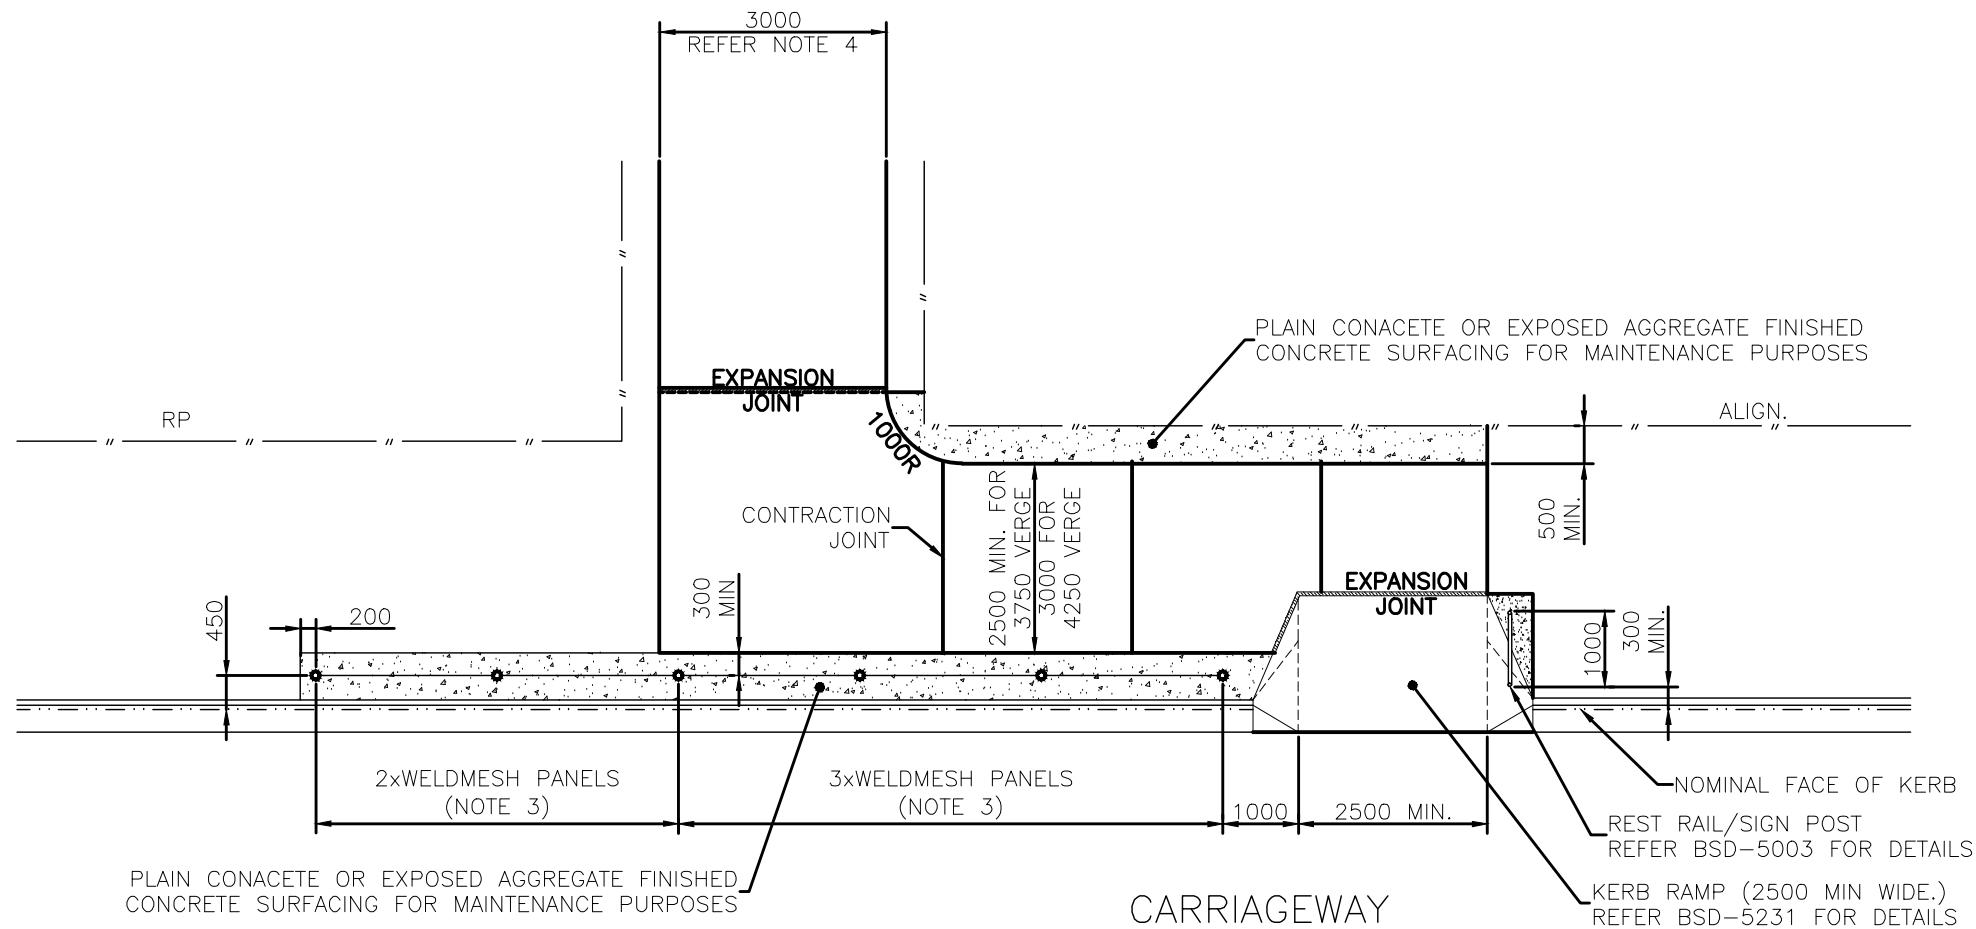 3000
REFER NOTE 4
PLAIN CONACETE OR EXPOSED AGGREGATE FINISHED
CONCRETE SURFACING FOR MAINTENANCE PURPOSES
EXPANSION
JOINT
RP
ALIGN.
1000R
CONTRACTION
JOINT
2500 MIN. FOR
3750 VERGE
3000 FOR
4250 VERGE
500
MIN.
EXPANSION
JOINT
300
MIN
450
200
1000
300
MIN.
2xWELDMESH PANELS
(NOTE 3)
3xWELDMESH PANELS
(NOTE 3)
1000
2500 MIN.
NOMINAL FACE OF KERB
REST RAIL/SIGN POST
REFER BSD-5003 FOR DETAILS
PLAIN CONACETE OR EXPOSED AGGREGATE FINISHED
CONCRETE SURFACING FOR MAINTENANCE PURPOSES
CARRIAGEWAY
KERB RAMP (2500 MIN WIDE.)
REFER BSD-5231 FOR DETAILS